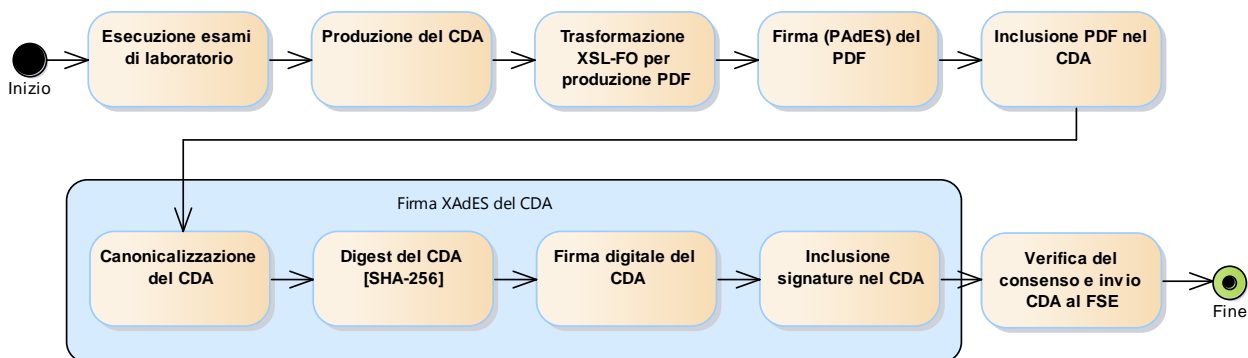 Inizio
Esecuzione esami
di laboratorio
Produzione del CDA
Trasformazione
XSL-FO per
produzione PDF
Firma (PAdES) del
PDF
Inclusione PDF nel
CDA
Firma XAdES del CDA
Canonicalizzazione
del CDA
Digest del CDA
[SHA-256]
Firma digitale del
CDA
Inclusione
signature nel CDA
Verifica del
consenso e invio
CDA al FSE
Fine